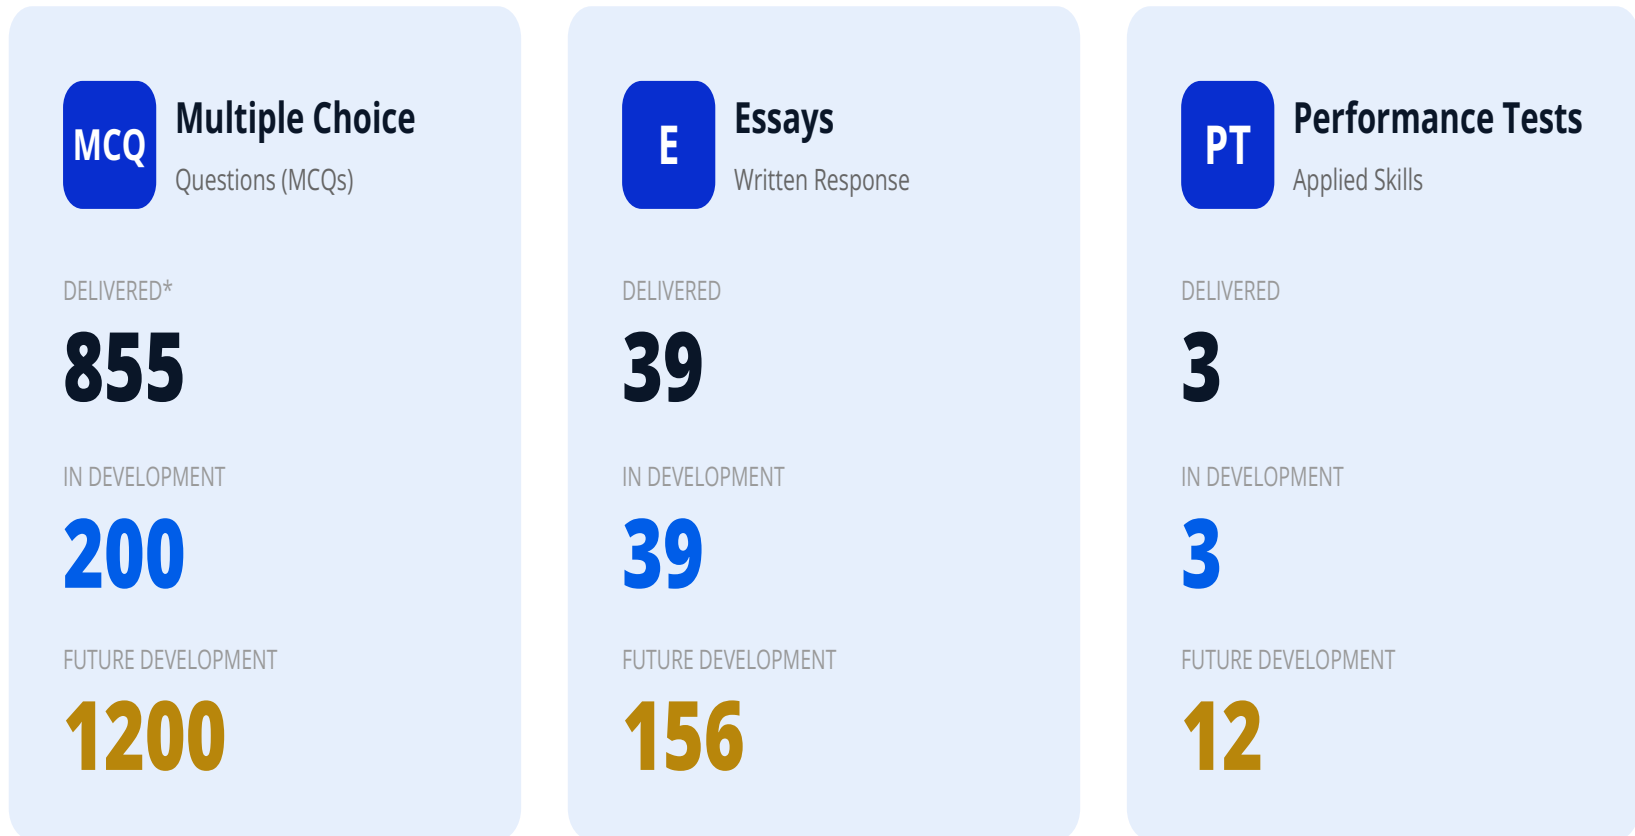 MCQ
Multiple Choice
Questions (MCQs)
DELIVERED*
855
IN DEVELOPMENT
200
FUTURE DEVELOPMENT
1200
E
Essays
Written Response
DELIVERED
39
IN DEVELOPMENT
39
FUTURE DEVELOPMENT
156
PT
Performance Tests
Applied Skills
DELIVERED
3
IN DEVELOPMENT
3
FUTURE DEVELOPMENT
12